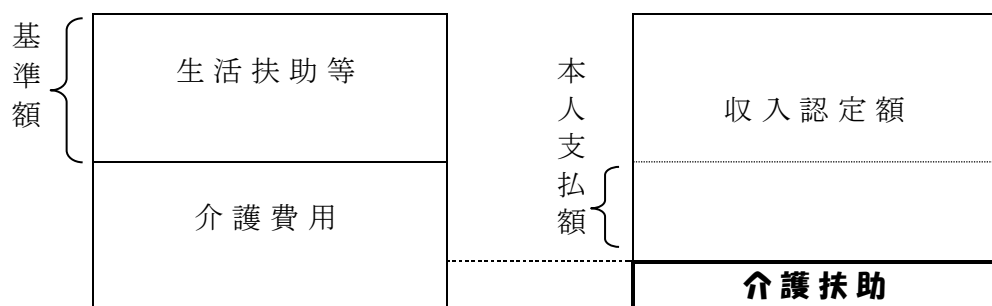 基準額
生活扶助等
介護費用
本人支払額
収入認定額
介護扶助